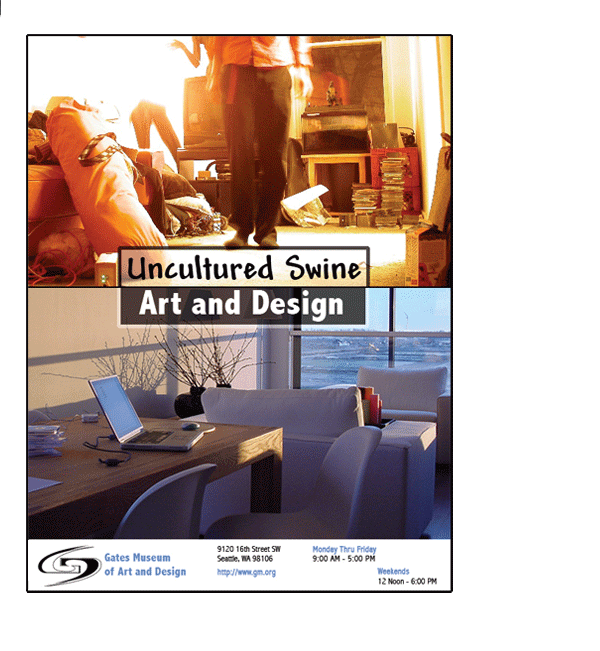 Uncultured Swine
Art and Design
Gates Museum
of Art and Design
9120 16th Street SW
Seattle, WA 98106
http://www.gm.org
Monday Thru Friday
9:00 AM - 5:00 PM
Weekends
12 Noon - 6:00 PM